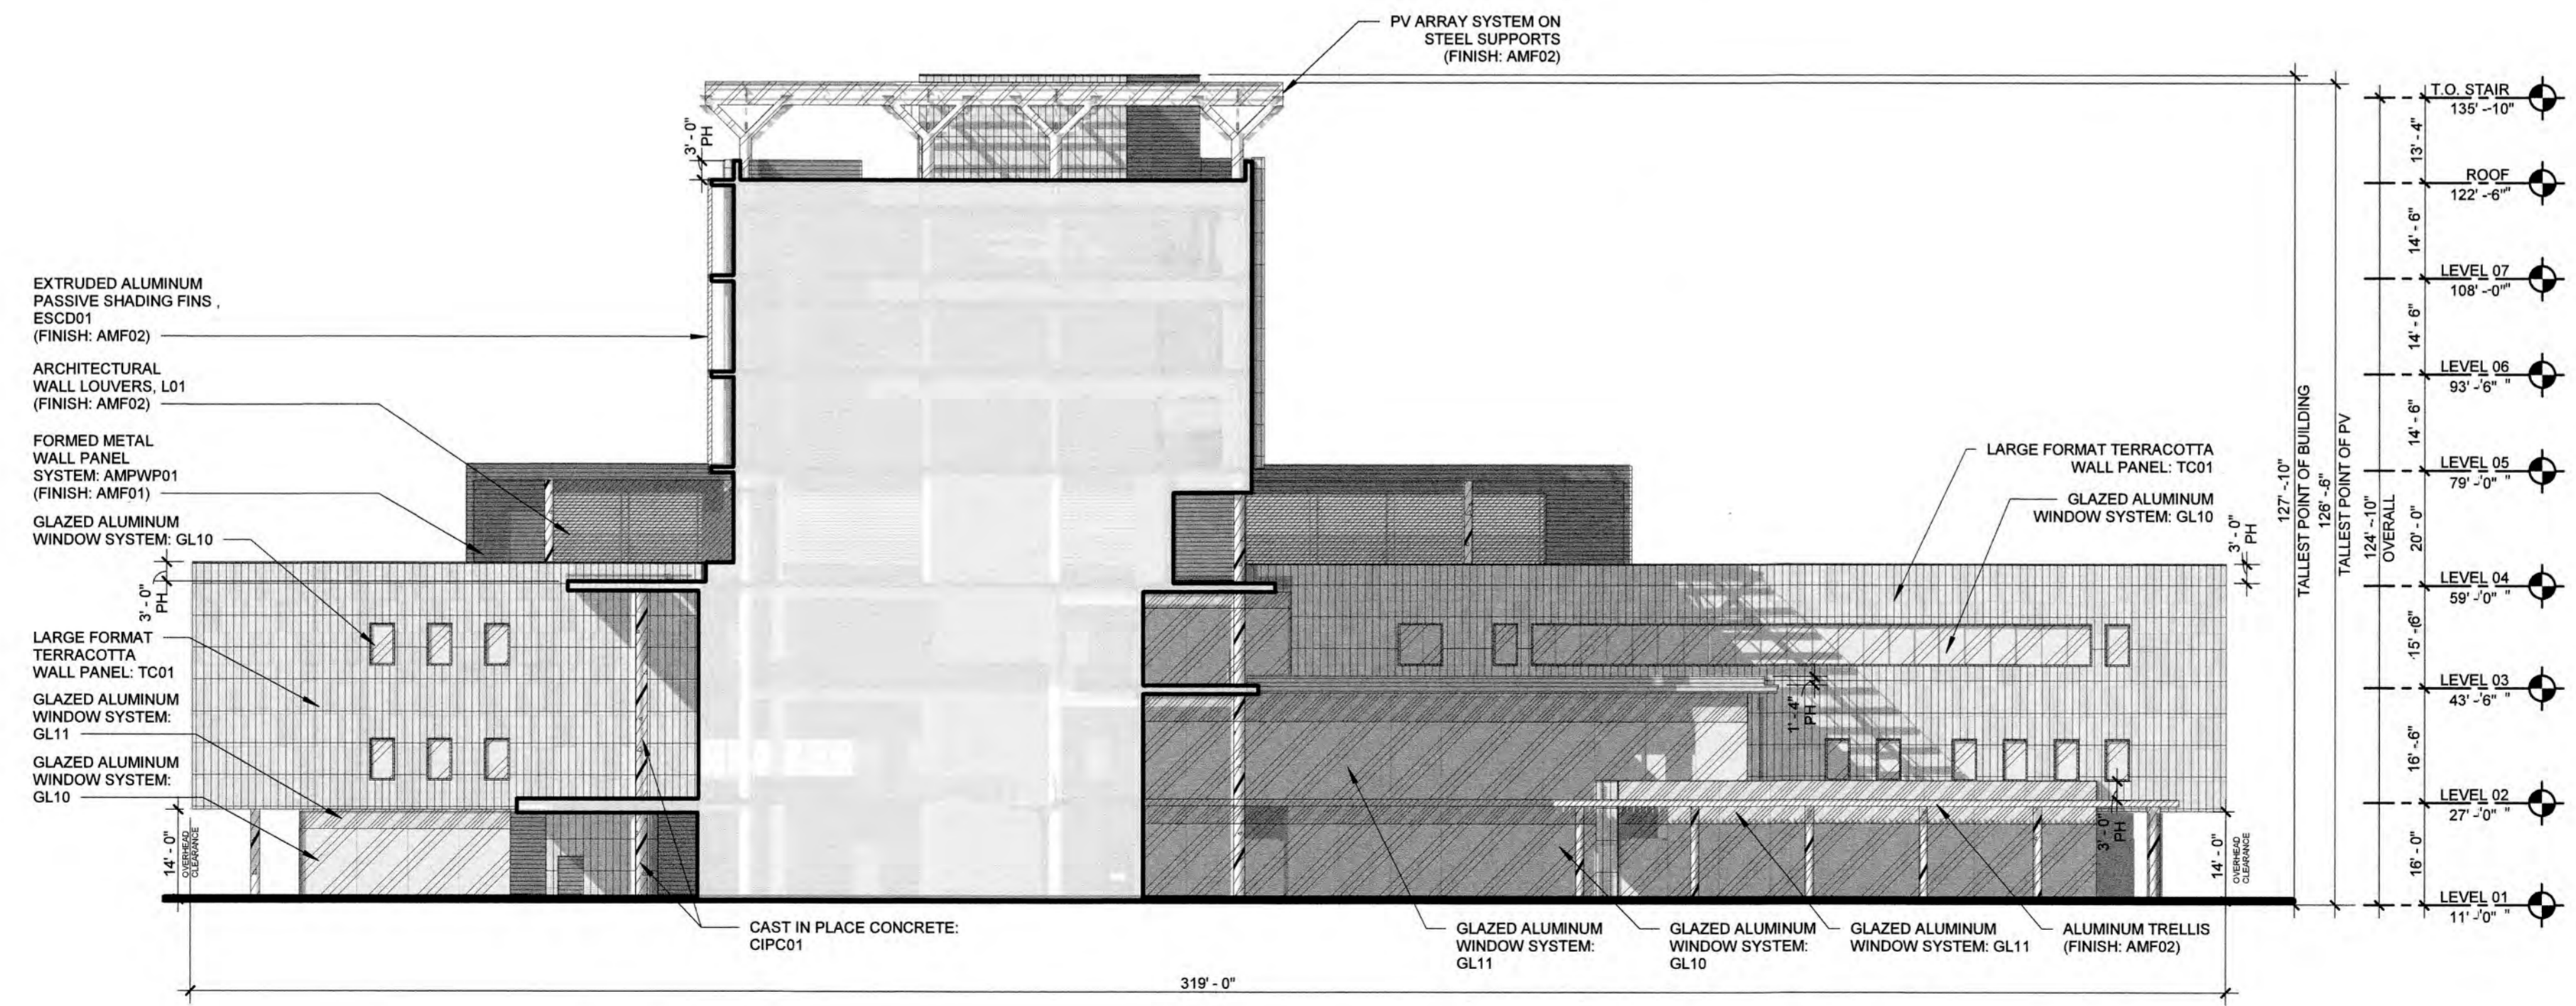 PV ARRAY SYSTEM ON
STEEL SUPPORTS
(FINISH: AMF02)
EXTRUDED ALUMINUM
PASSIVE SHADING FINS ,
ESCD01
(FINISH: AMF02)
ARCHITECTURAL
WALL LOUVERS, L01
(FINISH: AMF02)
FORMED METAL
WALL PANEL
SYSTEM: AMPWP01
(FINISH: AMF01)
GLAZED ALUMINUM
WINDOW SYSTEM: GL10
3' - 0"
PH
LARGE FORMAT
TERRACOTTA
WALL PANEL: TC01
GLAZED ALUMINUM
WINDOW SYSTEM:
GL11
GLAZED ALUMINUM
WINDOW SYSTEM:
GL10
14' - 0"
OVERHEAD
CLEARANCE
3' - 0"
PH
CAST IN PLACE CONCRETE:
CIPC01
1' - 4"
PH
3' - 0"
PH
LARGE FORMAT TERRACOTTA
WALL PANEL: TC01
GLAZED ALUMINUM
WINDOW SYSTEM: GL10
3' - 0"
PH
14' - 0"
OVERHEAD
CLEARANCE
GLAZED ALUMINUM
WINDOW SYSTEM:
GL11
GLAZED ALUMINUM
WINDOW SYSTEM:
GL10
GLAZED ALUMINUM
WINDOW SYSTEM: GL11
ALUMINUM TRELLIS
(FINISH: AMF02)
319' - 0"
127' -10"
TALLEST POINT OF BUILDING
126' -6"
TALLEST POINT OF PV
124' -10"
OVERALL
T.O. STAIR
135' -10"
13' - 4"
ROOF
122' -6"
14' - 6"
LEVEL 07
108' -0"
14' - 6"
LEVEL 06
93' -6"
14' - 6"
LEVEL 05
79' -0"
20' - 0"
LEVEL 04
59' -0"
15' -6"
LEVEL 03
43' -6"
16' -6"
LEVEL 02
27' -0"
16' - 0"
LEVEL 01
11' -0"